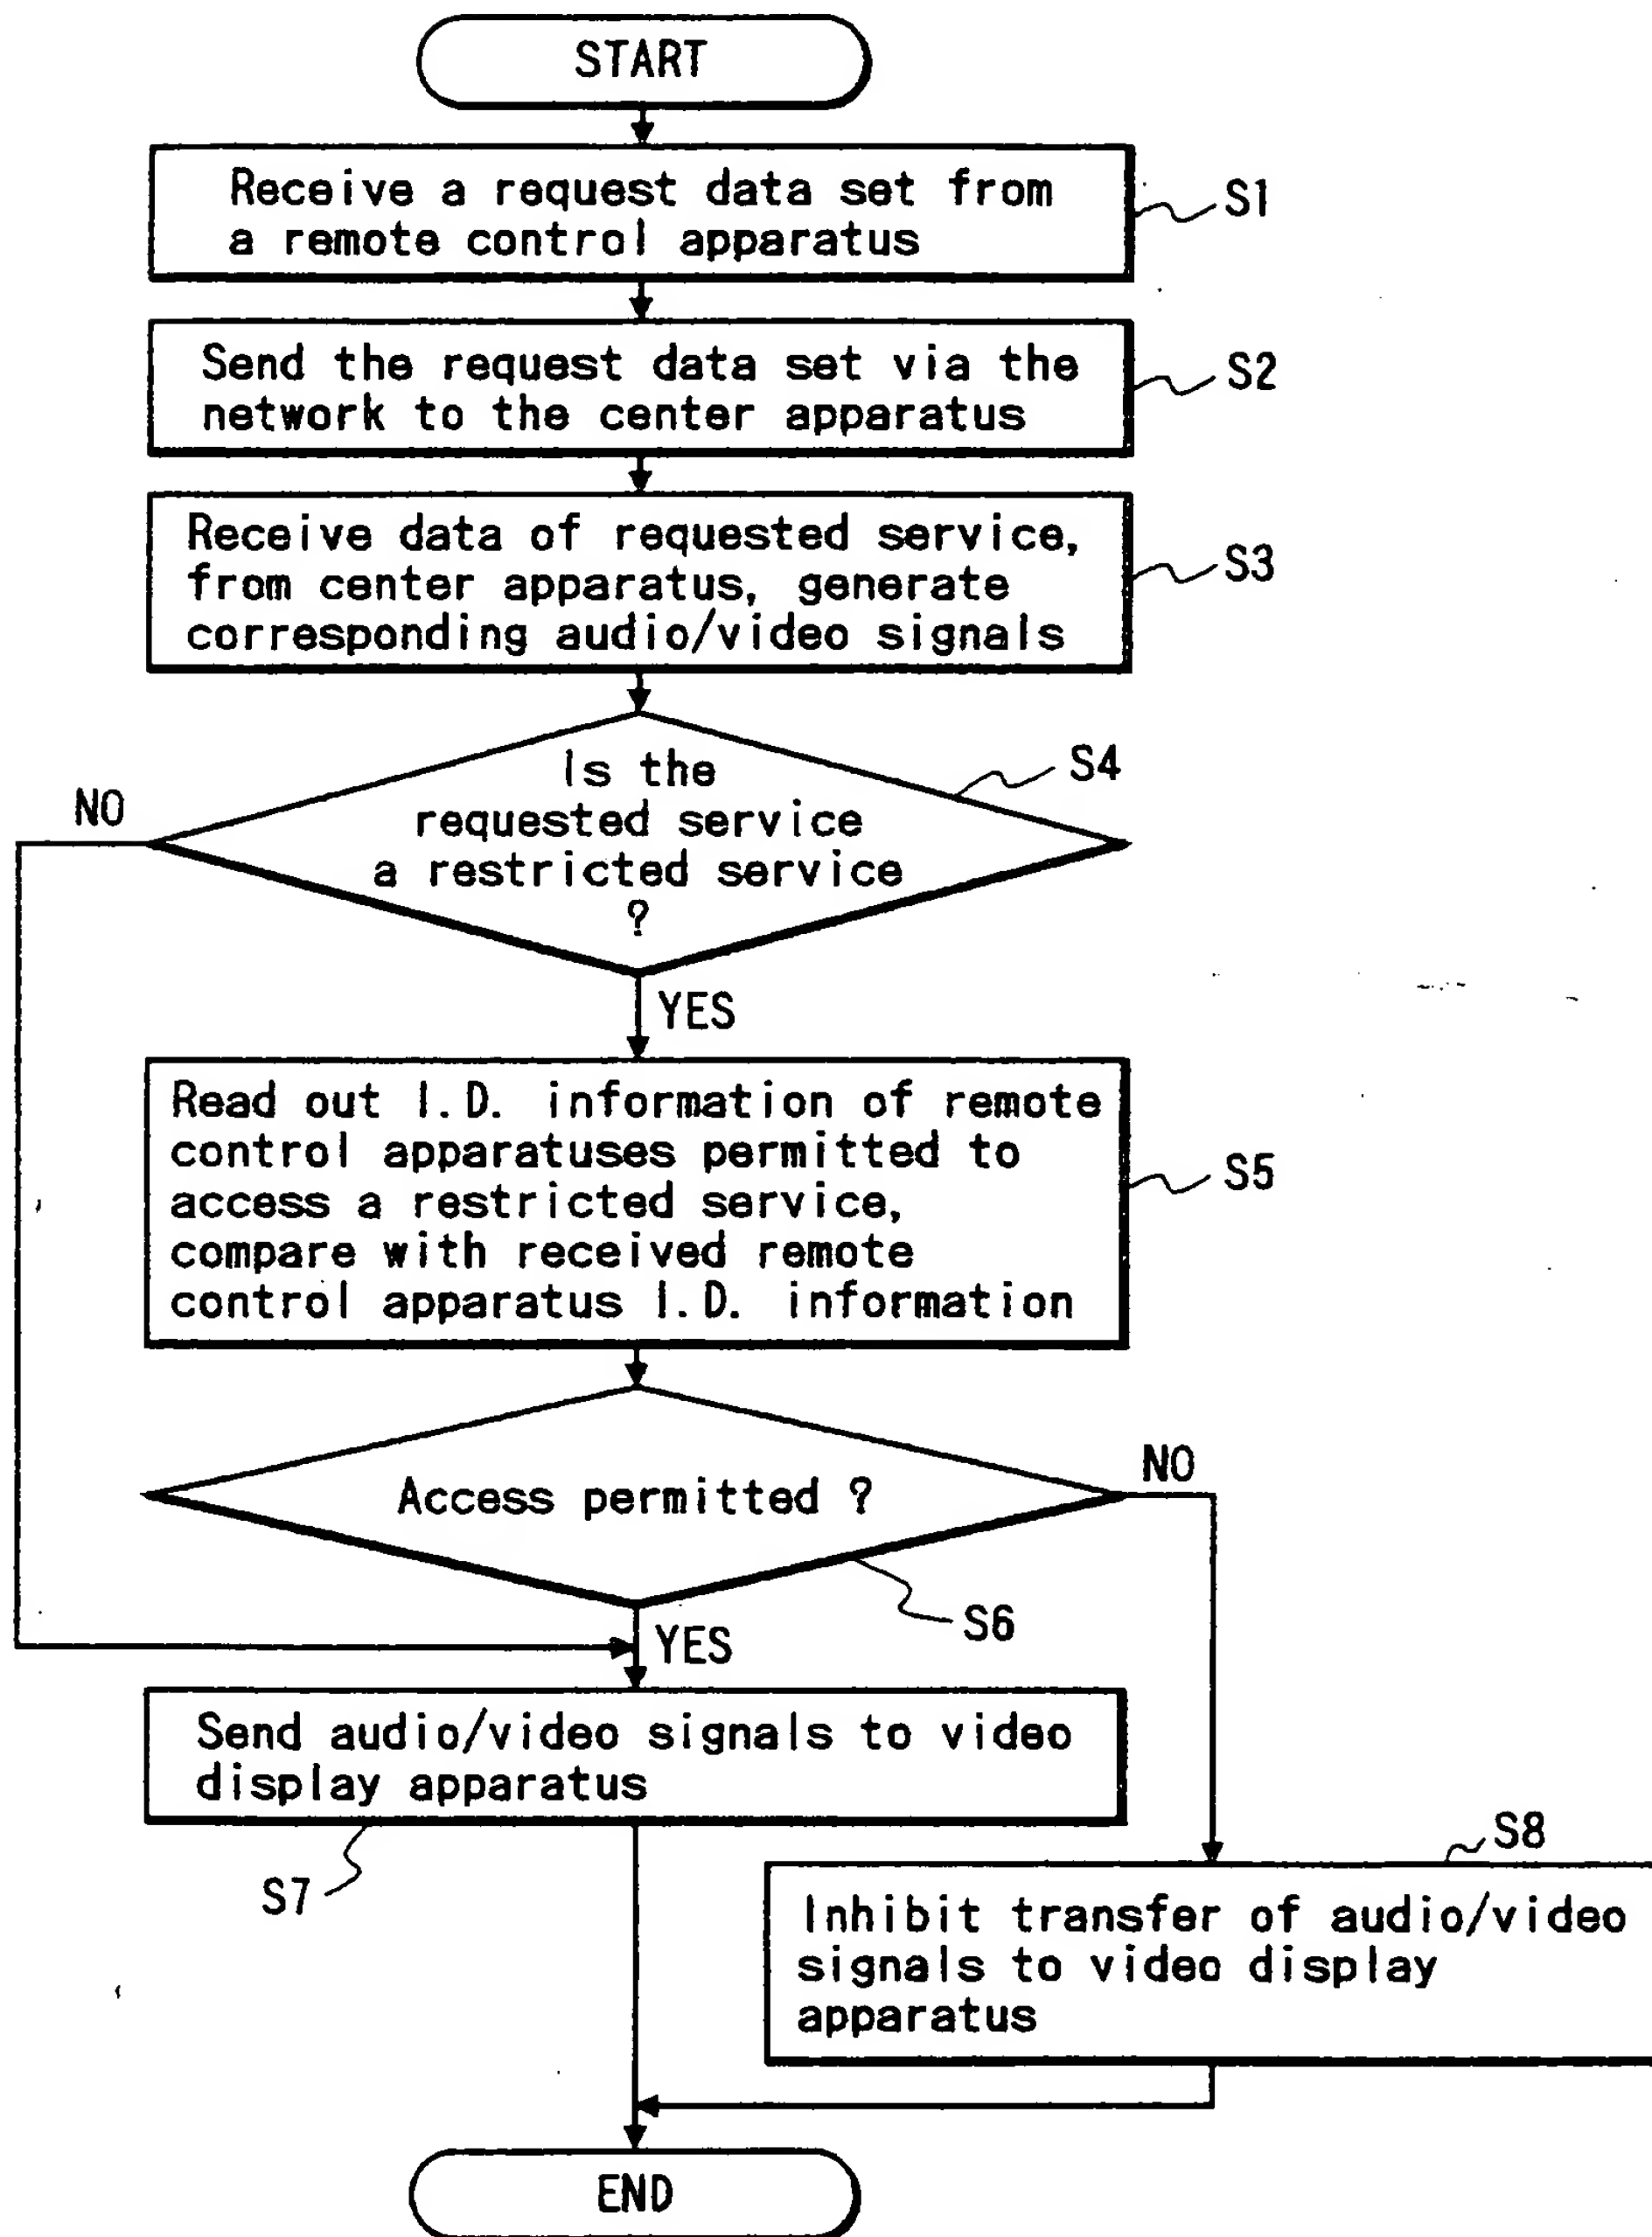 START
Receive a request data set from
a remote control apparatus
S1
Send the request data set via the
network to the center apparatus
S2
Receive data of requested service,
from center apparatus, generate
corresponding audio/video signals
S3
Is the
requested service
a restricted service
?
S4
NO
YES
Read out I.D. information of remote
control apparatuses permitted to
access a restricted service,
compare with received remote
control apparatus I.D. information
S5
Access permitted ?
NO
S6
YES
Send audio/video signals to video
display apparatus
S7
S8
Inhibit transfer of audio/video
signals to video display
apparatus
END